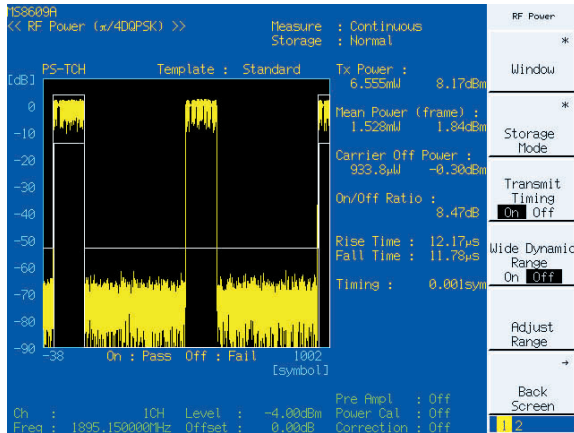 MS8609A
<< RF Power (π/4DQPSK) >>
Measure : Continuous
Storage : Normal
PS-TCH Template : Standard
[dB]
0
-10
-20
-30
-40
-50
-60
-70
-80
-90
-38 On : Pass Off : Fail 1002
[symbol]
Tx Power :
6.555mW 8.17dBm
Mean Power (frame) :
1.528mW 1.84dBm
Carrier Off Power :
933.8µW -0.30dBm
On/Off Ratio :
8.47dB
Rise Time : 12.17µs
Fall Time : 11.78µs
Timing : 0.001sym
Pre Ampl : Off
Ch : 1CH Level : -4.00dBm Power Cal : Off
Freq : 1895.150000MHz Offset : 0.00dB Correction : Off
RF Power
*
Window
*
Storage
Mode
Transmit
Timing
On Off
Wide Dynamic
Range
On Off
Adjust
Range
→
Back
Screen
1 2